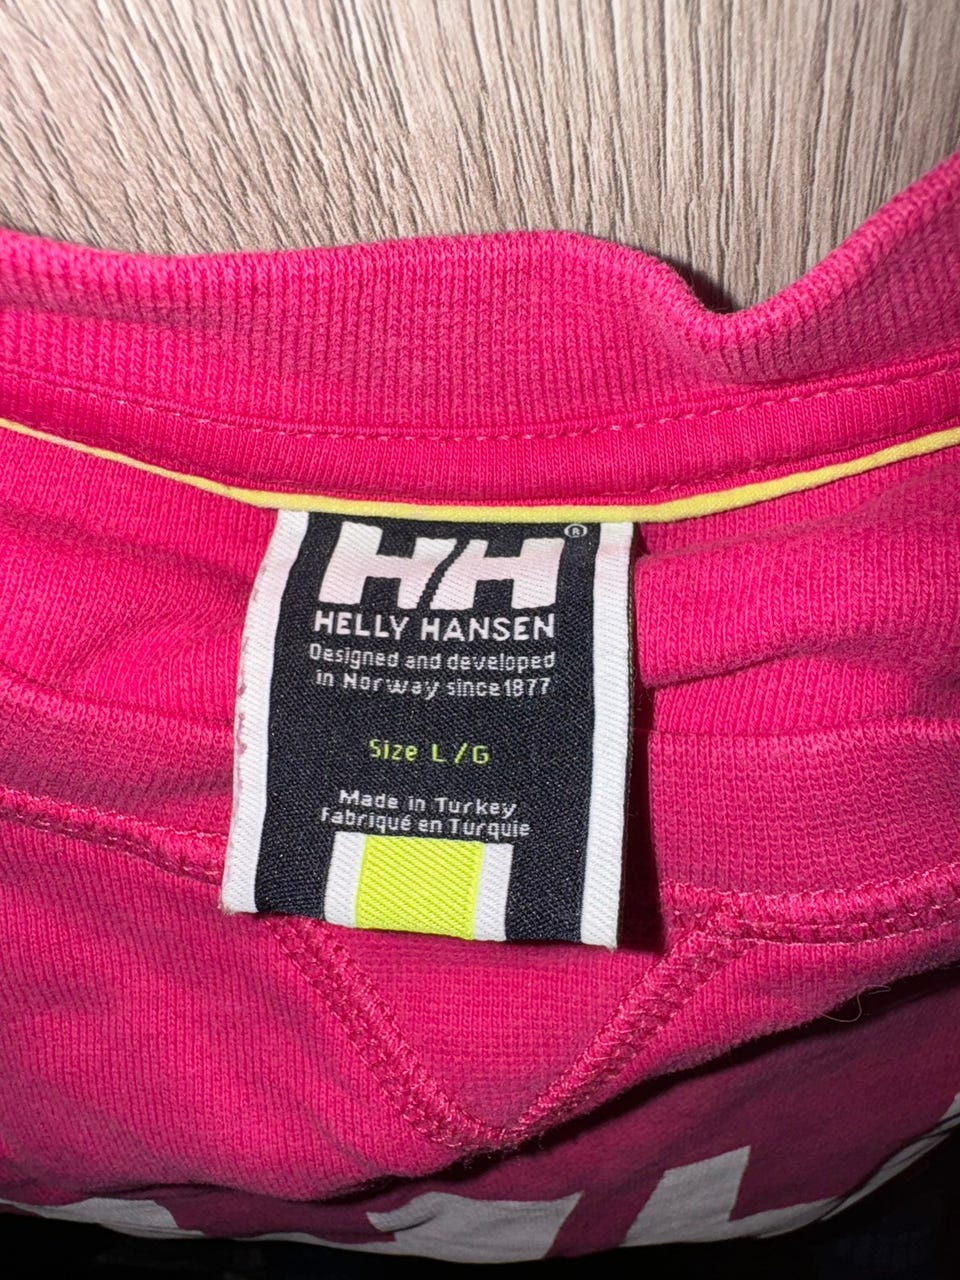 HH®
HELLY HANSEN
Designed and developed
in Norway since1877
Size L/G
Made in Turkey
Fabriqué en Turquie